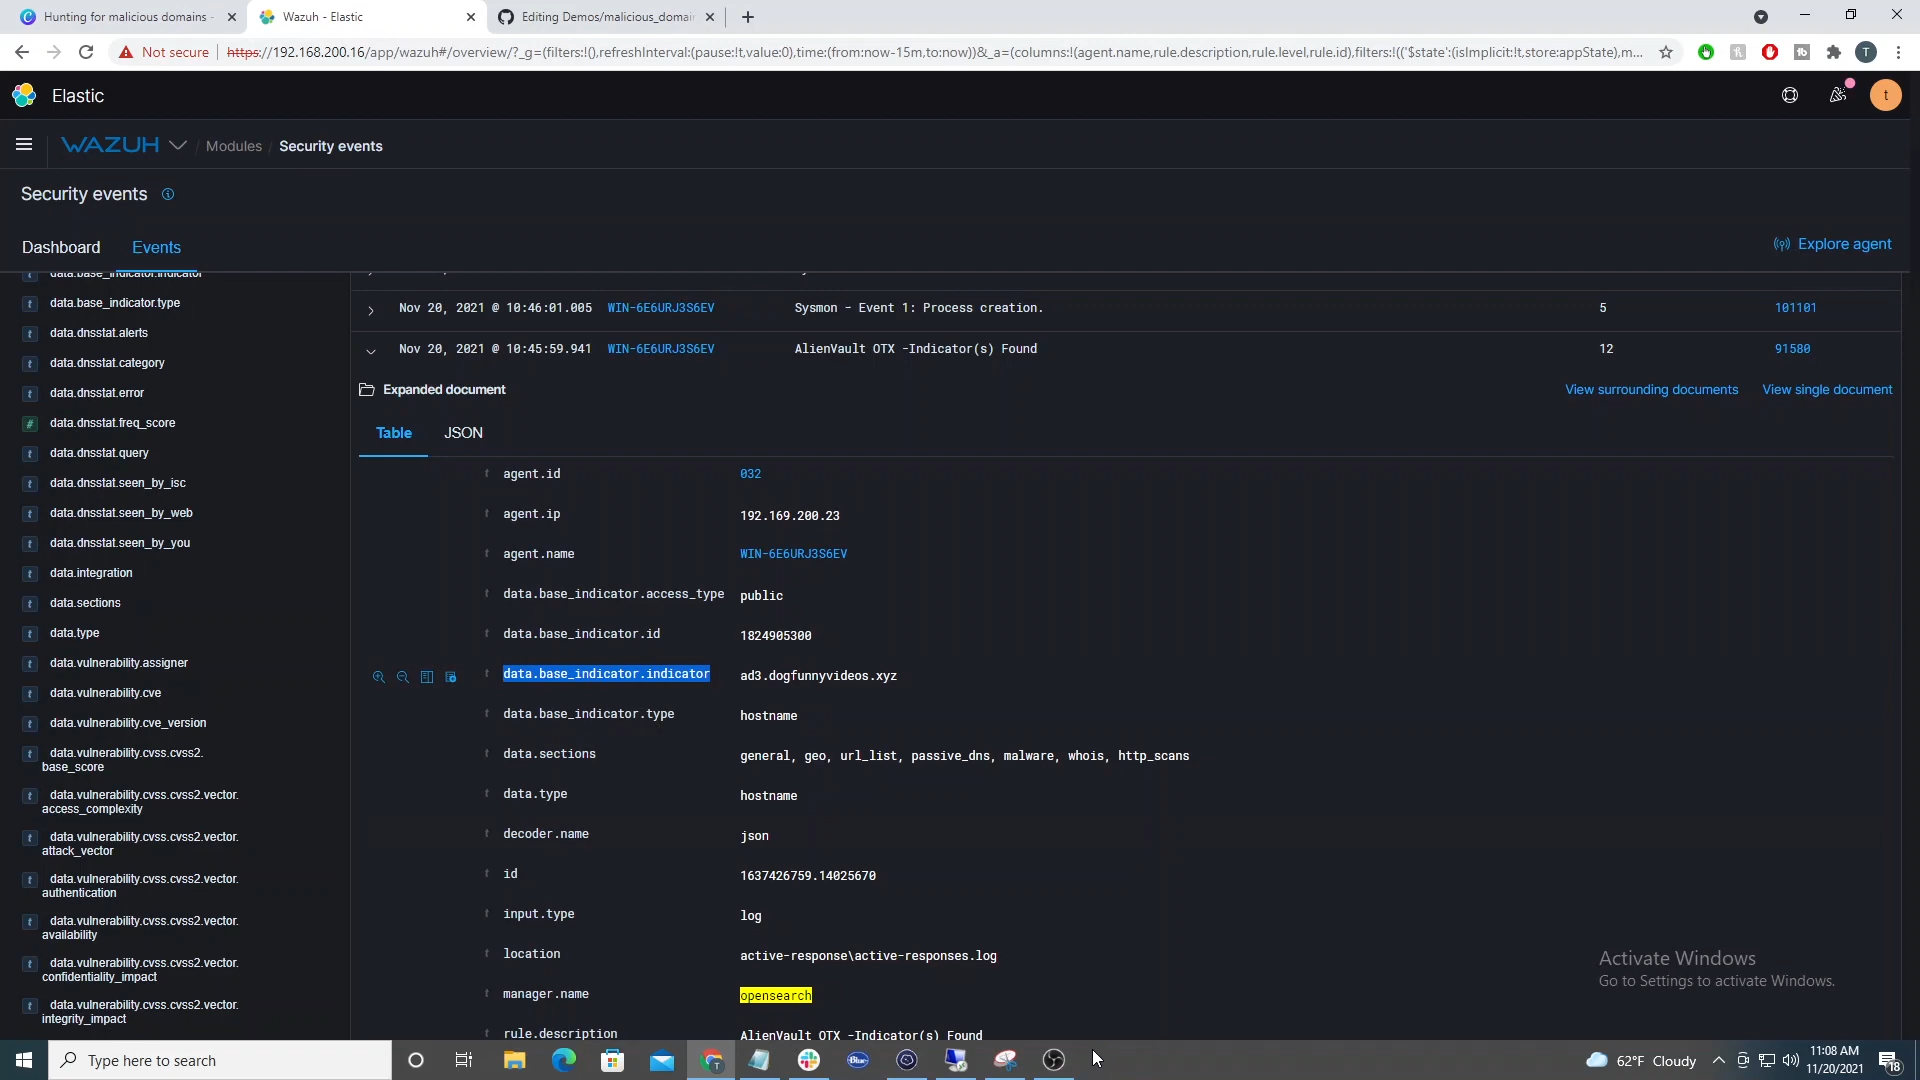 Hunting for malicious domains -
Wazuh - Elastic
Editing Demos/malicious_domai
Not secure
https://192.168.200.16/app/wazuh#/overview/?_g=(filters:!(),refreshInterval:(pause:!t,value:0),time:(from:now-15m,to:now))&_a=(columns:!(agent.name,rule.description,rule.level,rule.id),filters:!(('$state':(isImplicit:!t,store:appState),m...
Elastic
t
WAZUH / Modules / Security events
Security events
Dashboard
Events
Explore agent
data.base_indicator.indicator
data.base_indicator.type
data.dnsstat.alerts
data.dnsstat.category
data.dnsstat.error
data.dnsstat.freq_score
data.dnsstat.query
data.dnsstat.seen_by_isc
data.dnsstat.seen_by_web
data.dnsstat.seen_by_you
data.integration
data.sections
data.type
data.vulnerability.assigner
data.vulnerability.cve
data.vulnerability.cve_version
data.vulnerability.cvss.cvss2.
base_score
data.vulnerability.cvss.cvss2.vector.
access_complexity
data.vulnerability.cvss.cvss2.vector.
attack_vector
data.vulnerability.cvss.cvss2.vector.
authentication
data.vulnerability.cvss.cvss2.vector.
availability
data.vulnerability.cvss.cvss2.vector.
confidentiality_impact
data.vulnerability.cvss.cvss2.vector.
integrity_impact
Nov 20, 2021 @ 10:46:01.005 WIN-6E6URJ3S6EV Sysmon - Event 1: Process creation. 5 101101
Nov 20, 2021 @ 10:45:59.941 WIN-6E6URJ3S6EV AlienVault OTX -Indicator(s) Found 12 91580
Expanded document
View surrounding documents
View single document
Table
JSON
t agent.id 032
t agent.ip 192.169.200.23
t agent.name WIN-6E6URJ3S6EV
t data.base_indicator.access_type public
t data.base_indicator.id 1824905300
t data.base_indicator.indicator ad3.dogfunnyvideos.xyz
t data.base_indicator.type hostname
t data.sections general, geo, url_list, passive_dns, malware, whois, http_scans
t data.type hostname
t decoder.name json
t id 1637426759.14025670
t input.type log
t location active-response\active-responses.log
t manager.name opensearch
t rule.description AlienVault OTX -Indicator(s) Found
Activate Windows
Go to Settings to activate Windows.
Type here to search
62°F Cloudy
11:08 AM
11/20/2021
18